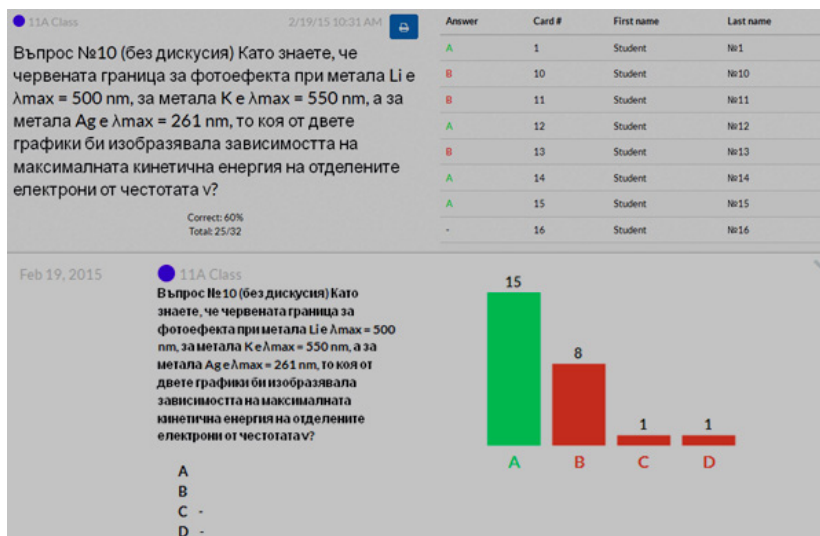 11A Class
2/19/15 10:31 AM
Въпрос №10 (без дискусия) Като знаете, че
червената граница за фотоефекта при метала Li е
λmax = 500 nm, за метала K е λmax = 550 nm, а за
метала Ag е λmax = 261 nm, то коя от двете
графики би изобразявала зависимостта на
максималната кинетична енергия на отделените
електрони от честотата ν?
Correct: 60%
Total: 25/32
Answer Card # First name Last name
A 1 Student №1
B 10 Student №10
B 11 Student №11
A 12 Student №12
B 13 Student №13
A 14 Student №14
A 15 Student №15
- 16 Student №16
Feb 19, 2015
11A Class
Въпрос №10 (без дискусия) Като
знаете, че червената граница за
фотоефекта при метала Li е λmax = 500
nm, за метала K е λmax = 550 nm, а за
метала Ag е λmax = 261 nm, то коя от
двете графики би изобразявала
зависимостта на максималната
кинетична енергия на отделените
електрони от честотата ν?
A
B
C -
D -
15
8
1
1
A B C D